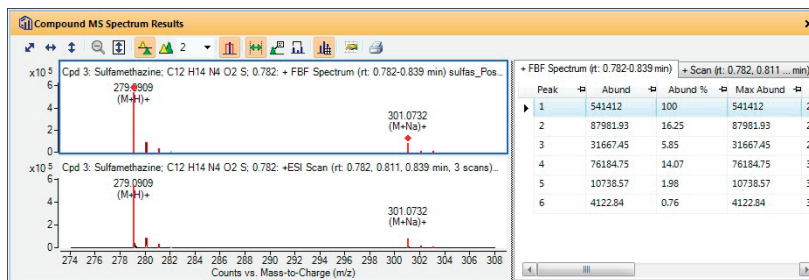 Compound MS Spectrum Results
2
x10 5
Cpd 3: Sulfamethazine; C12 H14 N4 O2 S; 0.782: + FBF Spectrum (rt: 0.782-0.839 min) sulfas_Pos...
6
279.0909
(M+H)+
4
301.0732
(M+Na)+
2
0
x10 5
Cpd 3: Sulfamethazine; C12 H14 N4 O2 S; 0.782: +ESI Scan (rt: 0.782, 0.811, 0.839 min, 3 scans)...
6
279.0909
(M+H)+
4
301.0732
(M+Na)+
2
0
274 276 278 280 282 284 286 288 290 292 294 296 298 300 302 304 306 308
Counts vs. Mass-to-Charge (m/z)
+ FBF Spectrum (rt: 0.782-0.839 min) + Scan (rt: 0.782, 0.811 ... min)
Peak Abund Abund % Max Abund
1 541412 100 541412 2
2 87981.93 16.25 87981.93 2
3 31667.45 5.85 31667.45 2
4 76184.75 14.07 76184.75 3
5 10738.57 1.98 10738.57 3
6 4122.84 0.76 4122.84 3